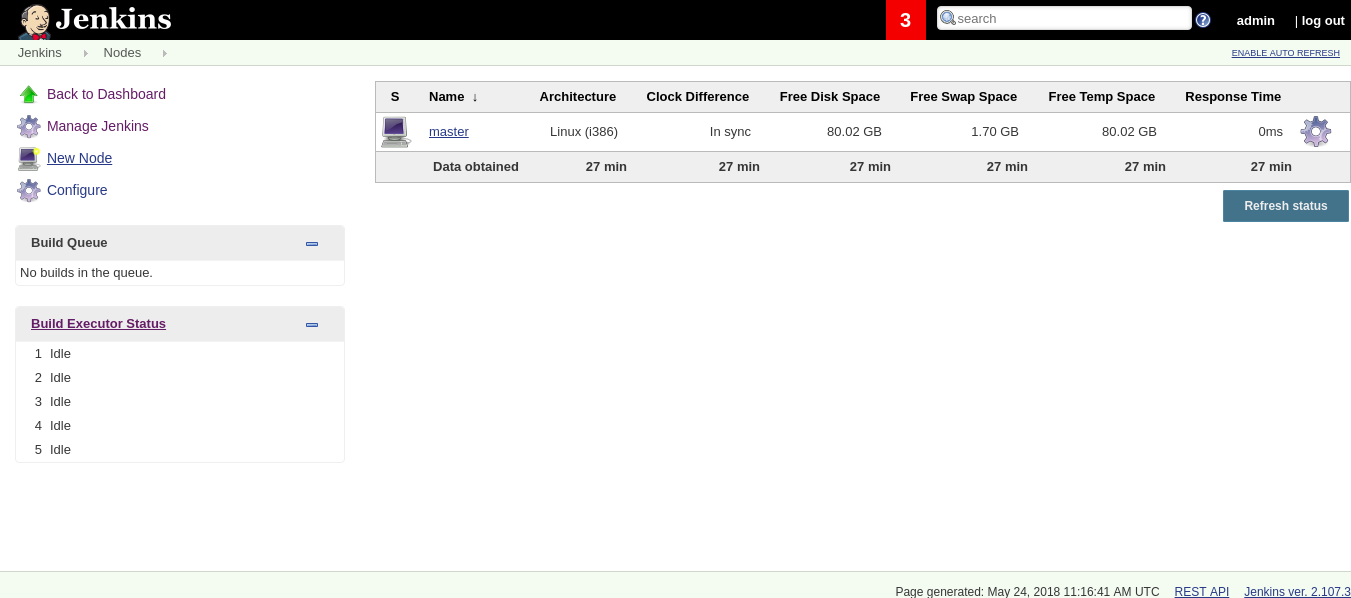 Jenkins 3 search ? admin | log out
Jenkins Nodes ENABLE AUTO REFRESH
Back to Dashboard
Manage Jenkins
New Node
Configure
Build Queue
No builds in the queue.
Build Executor Status
1 Idle
2 Idle
3 Idle
4 Idle
5 Idle
S Name ↓ Architecture Clock Difference Free Disk Space Free Swap Space Free Temp Space Response Time
master Linux (i386) In sync 80.02 GB 1.70 GB 80.02 GB 0ms
Data obtained 27 min 27 min 27 min 27 min 27 min 27 min
Refresh status
Page generated: May 24, 2018 11:16:41 AM UTC REST API Jenkins ver. 2.107.3